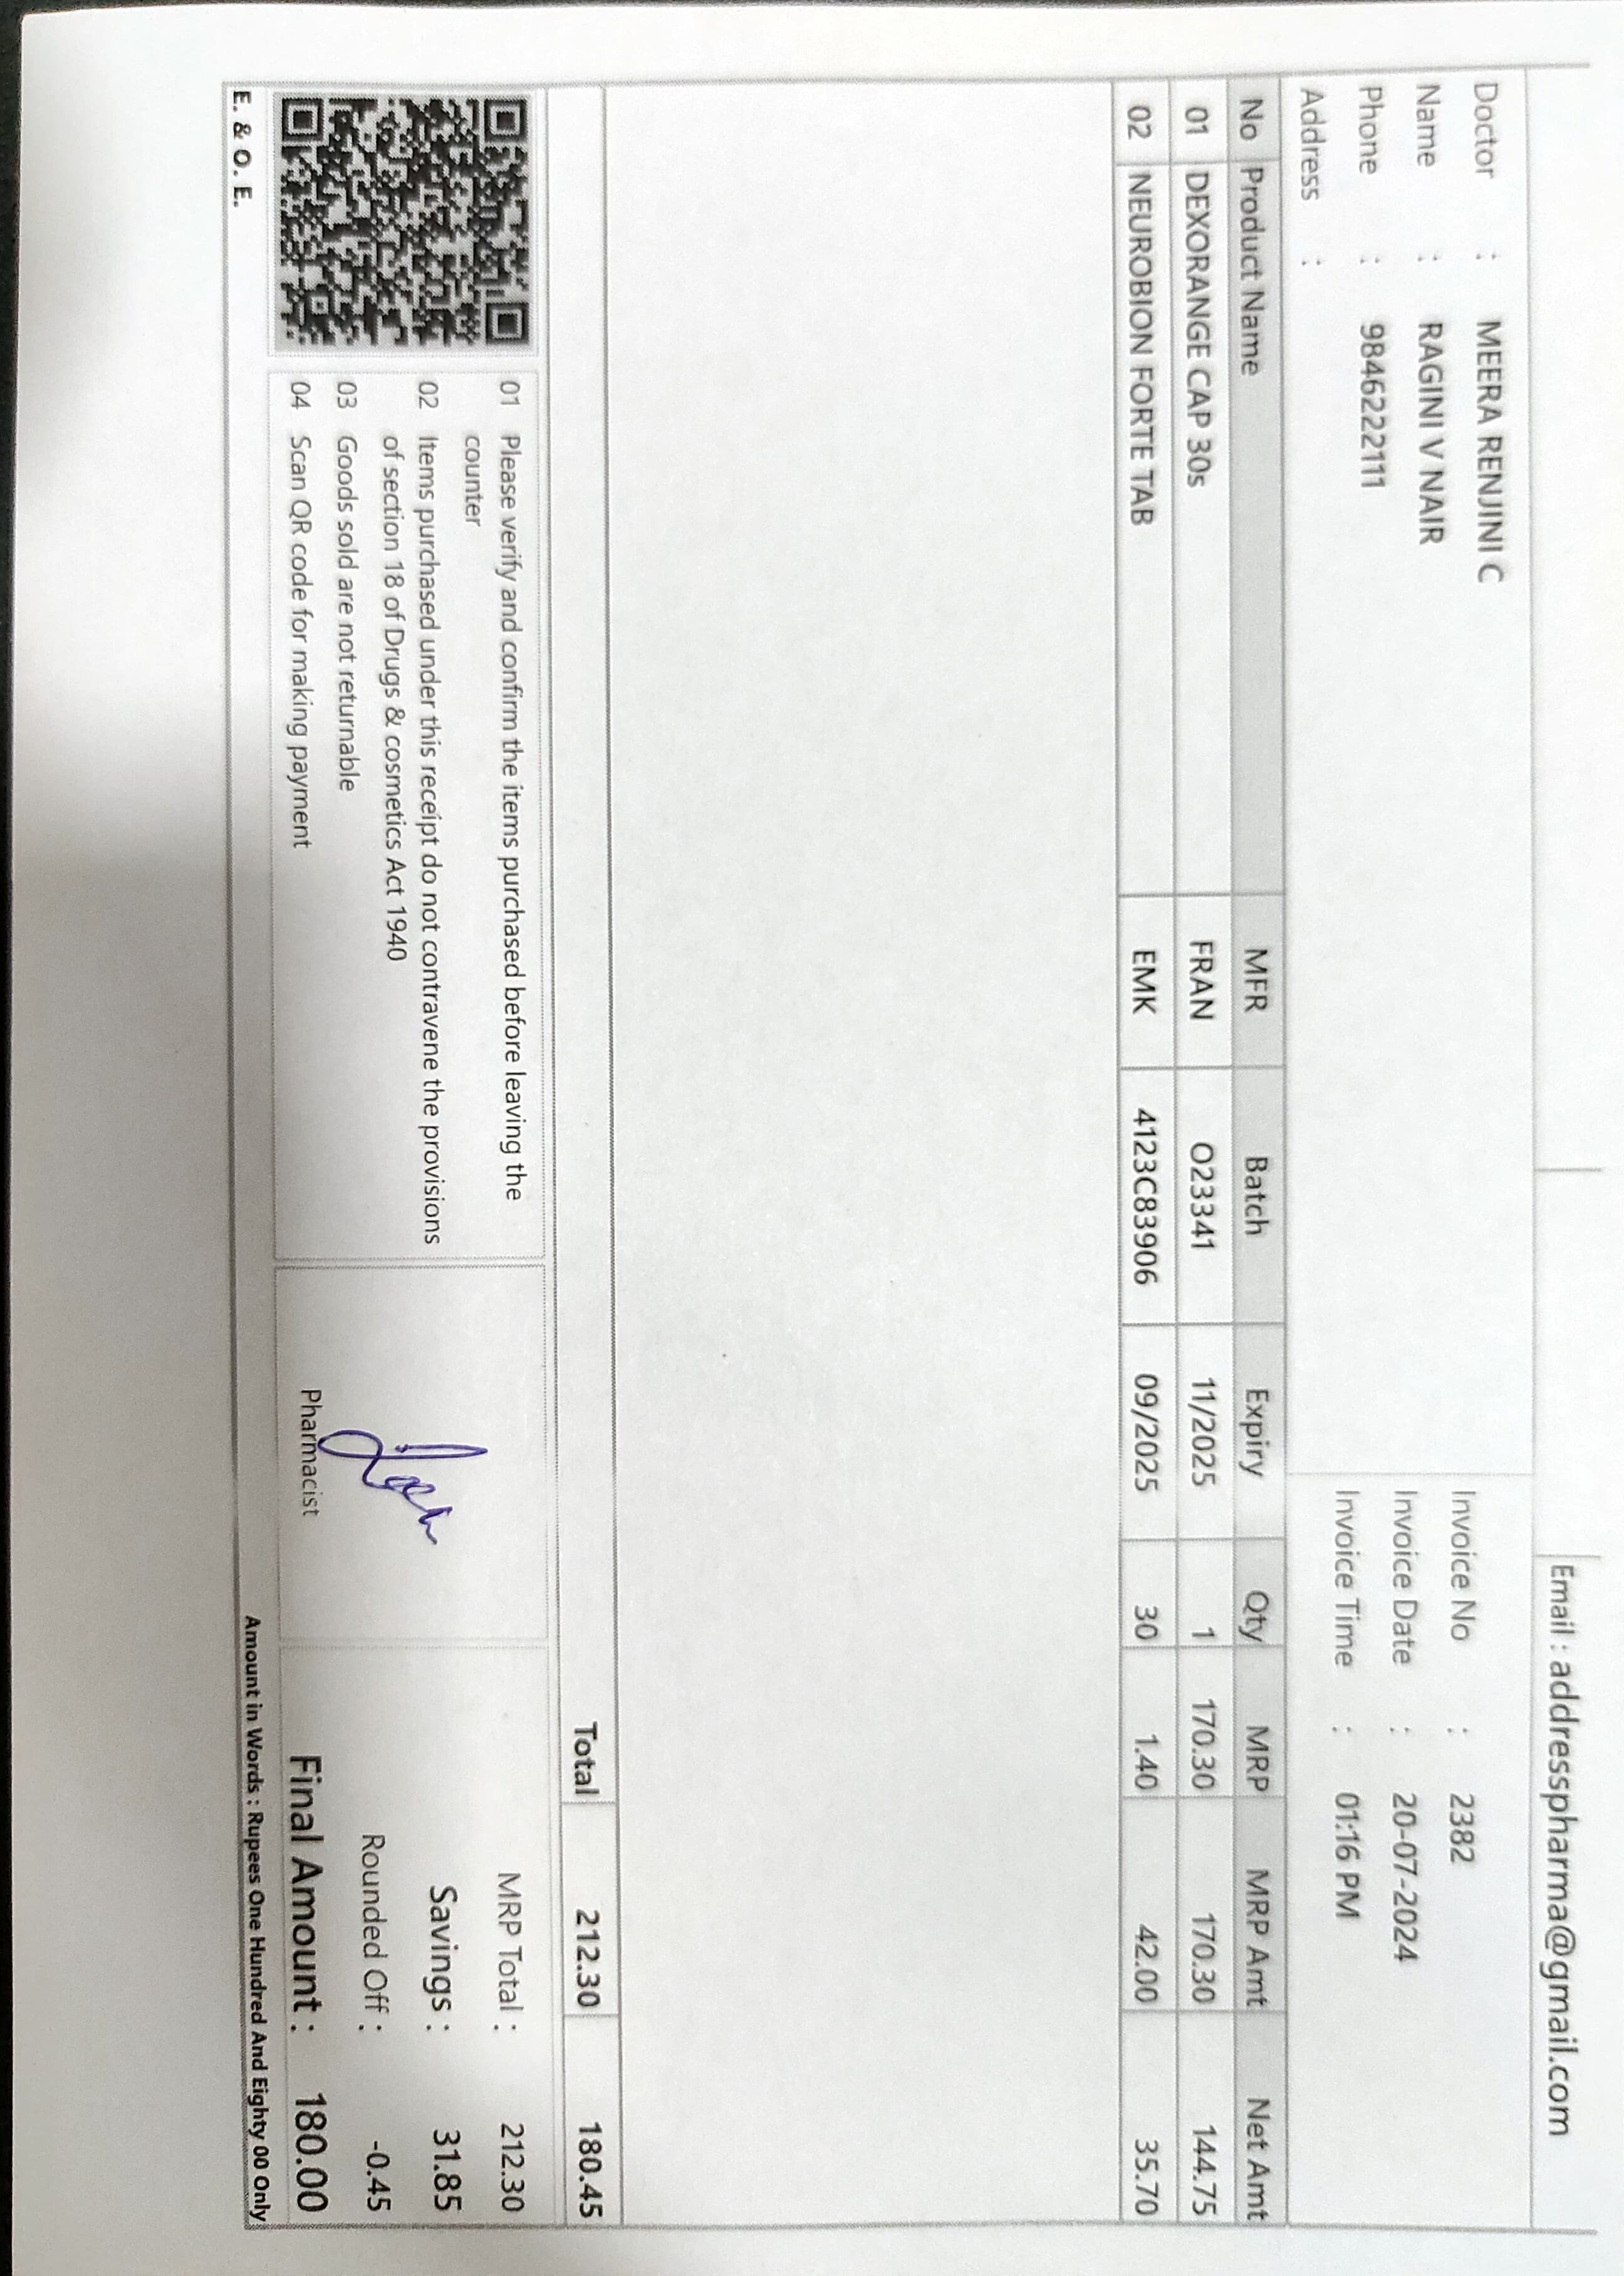 Email : addresspharma@gmail.com
Doctor : MEERA RENJINI C
Name : RAGINI V NAIR
Phone : 9846222111
Address :
Invoice No : 2382
Invoice Date : 20-07-2024
Invoice Time : 01:16 PM
No Product Name MFR Batch Expiry Qty MRP MRP Amt Net Amt
01 DEXORANGE CAP 30s FRAN O23341 11/2025 1 170.30 170.30 144.75
02 NEUROBION FORTE TAB EMK 4123C83906 09/2025 30 1.40 42.00 35.70
Total 212.30 180.45
01 Please verify and confirm the items purchased before leaving the
counter
02 Items purchased under this receipt do not contravene the provisions
of section 18 of Drugs & cosmetics Act 1940
03 Goods sold are not returnable
04 Scan QR code for making payment
Pharmacist
MRP Total : 212.30
Savings : 31.85
Rounded Off : -0.45
Final Amount : 180.00
E. & O. E.
Amount in Words : Rupees One Hundred And Eighty 00 Only